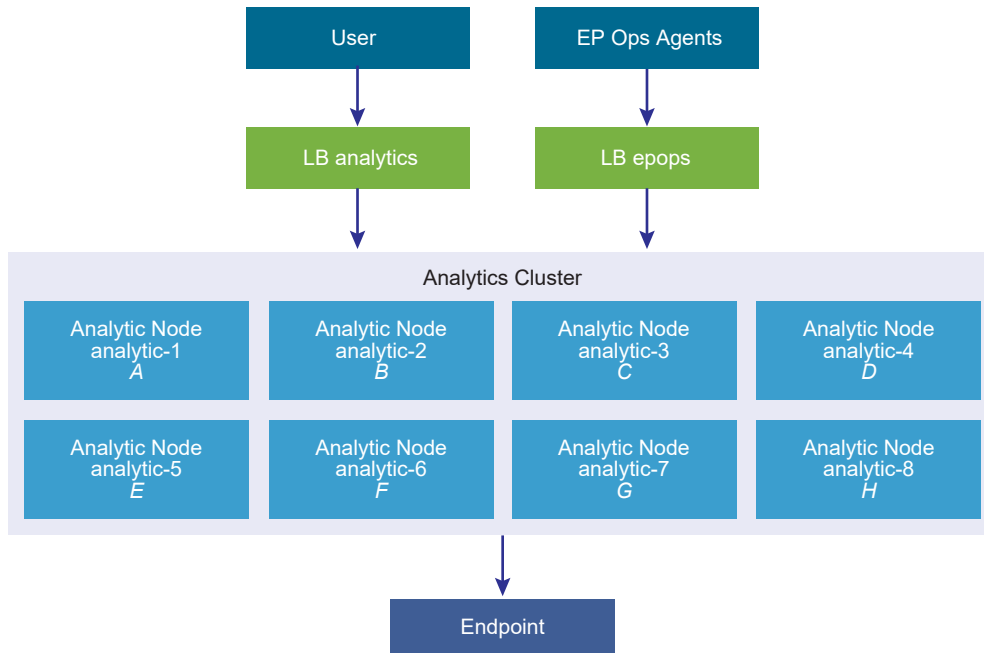 User
EP Ops Agents
LB analytics
LB epops
Analytics Cluster
Analytic Node
analytic-1
A
Analytic Node
analytic-2
B
Analytic Node
analytic-3
C
Analytic Node
analytic-4
D
Analytic Node
analytic-5
E
Analytic Node
analytic-6
F
Analytic Node
analytic-7
G
Analytic Node
analytic-8
H
Endpoint